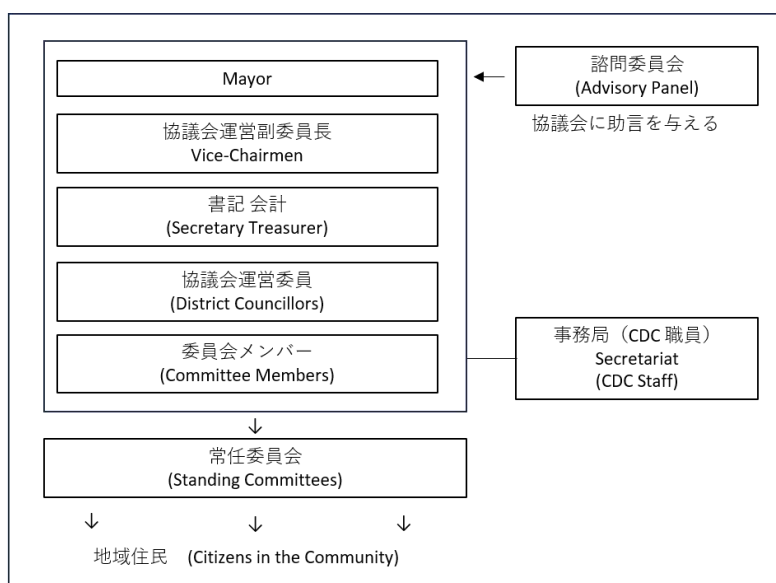 Mayor
協議会運営副委員長
Vice-Chairmen
書記 会計
(Secretary Treasurer)
協議会運営委員
(District Councillors)
委員会メンバー
(Committee Members)
諮問委員会
(Advisory Panel)
協議会に助言を与える
事務局（CDC 職員）
Secretariat
(CDC Staff)
常任委員会
(Standing Committees)
地域住民 (Citizens in the Community)